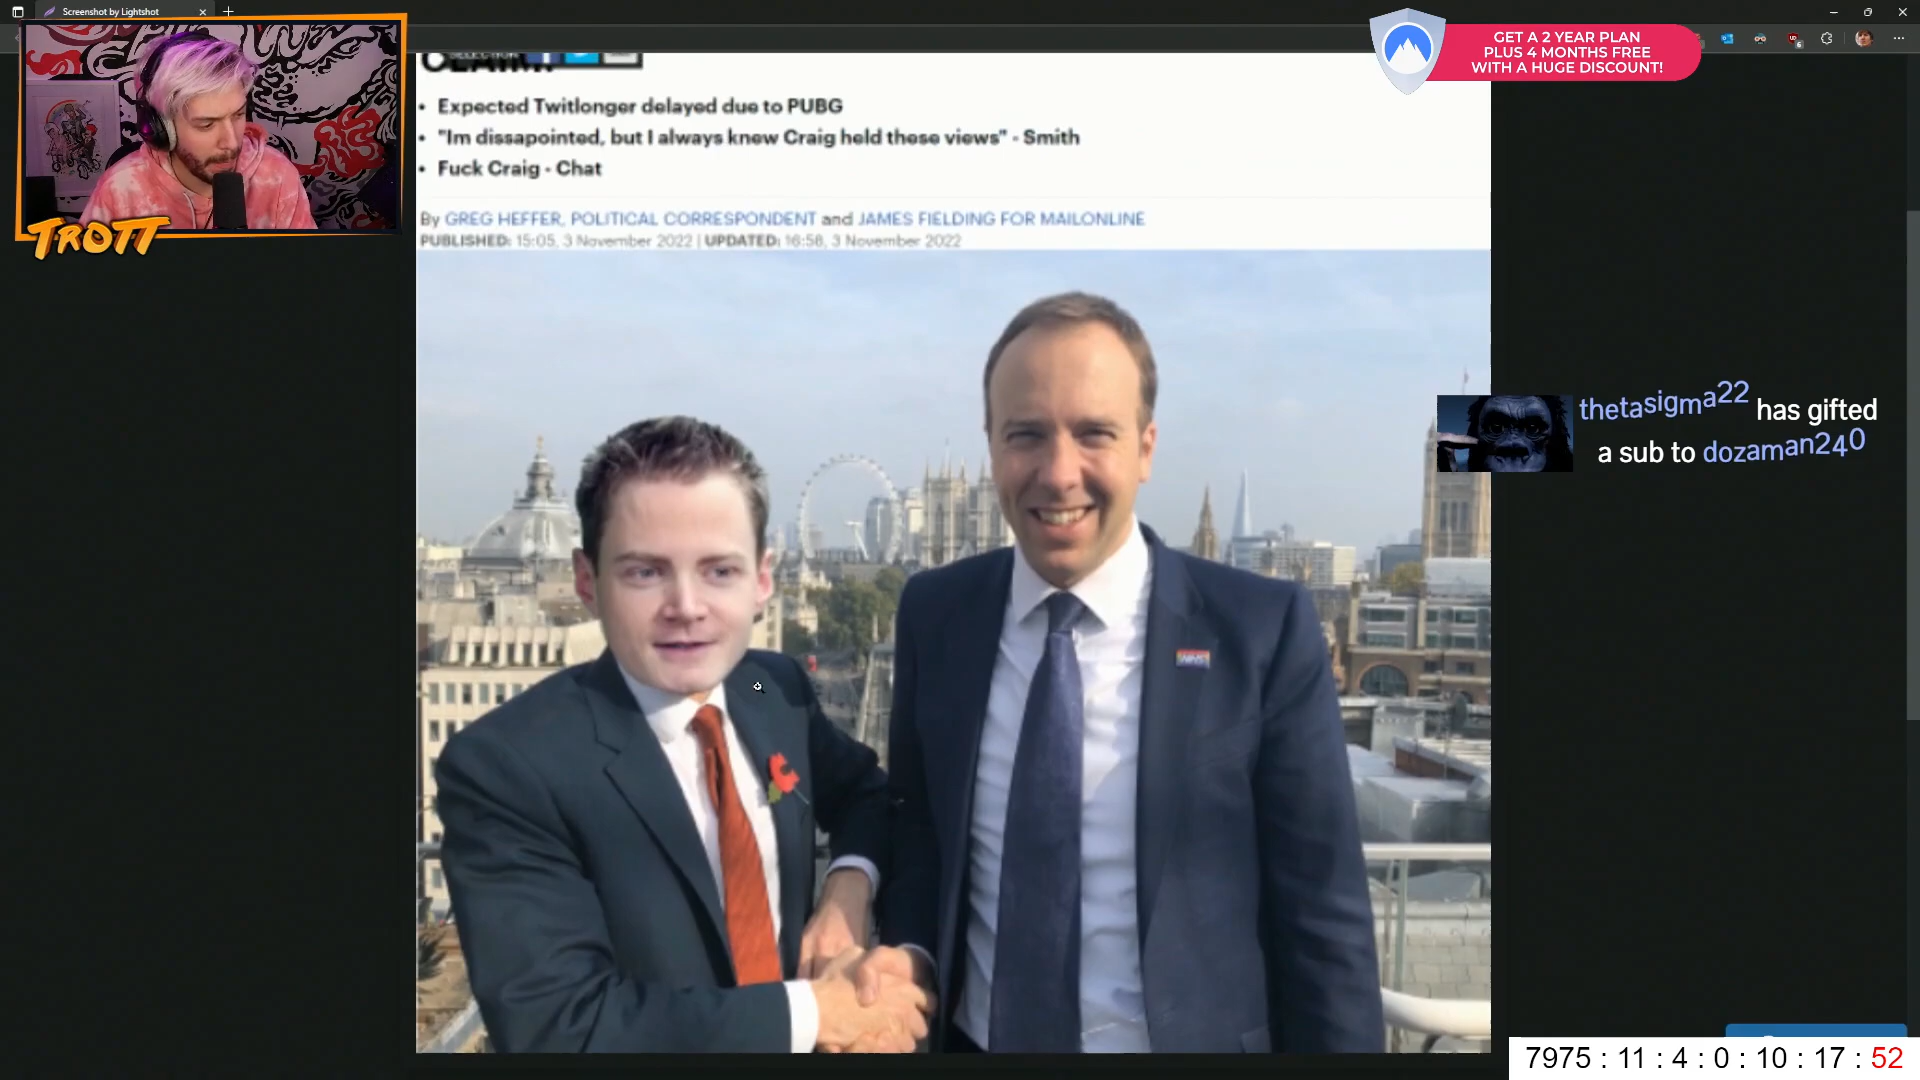 Screenshot by Lightshot
GET A 2 YEAR PLAN
PLUS 4 MONTHS FREE
WITH A HUGE DISCOUNT!
Expected Twitlonger delayed due to PUBG
"Im dissapointed, but I always knew Craig held these views" - Smith
Fuck Craig - Chat
By GREG HEFFER, POLITICAL CORRESPONDENT and JAMES FIELDING FOR MAILONLINE
PUBLISHED: 15:05, 3 November 2022 | UPDATED: 16:58, 3 November 2022
TROTT
thetasigma22 has gifted
a sub to dozaman240
7975 : 11 : 4 : 0 : 10 : 17 : 52